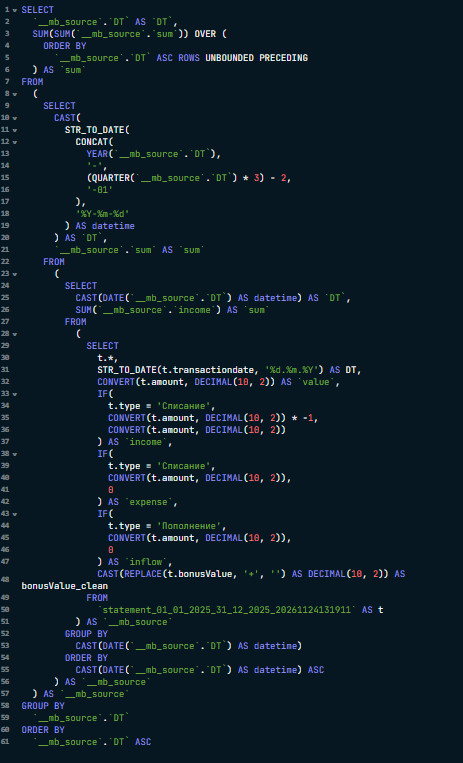 1 SELECT
2 `__mb_source`.`DT` AS `DT`,
3 SUM(SUM(`__mb_source`.`sum`)) OVER (
4 ORDER BY
5 `__mb_source`.`DT` ASC ROWS UNBOUNDED PRECEDING
6 ) AS `sum`
7 FROM
8 (
9 SELECT
10 CAST(
11 STR_TO_DATE(
12 CONCAT(
13 YEAR(`__mb_source`.`DT`),
14 '-',
15 (QUARTER(`__mb_source`.`DT`) * 3) - 2,
16 '-01'
17 ),
18 '%Y-%m-%d'
19 ) AS datetime
20 ) AS `DT`,
21 `__mb_source`.`sum` AS `sum`
22 FROM
23 (
24 SELECT
25 CAST(DATE(`__mb_source`.`DT`) AS datetime) AS `DT`,
26 SUM(`__mb_source`.`income`) AS `sum`
27 FROM
28 (
29 SELECT
30 t.*,
31 STR_TO_DATE(t.transactiondate, '%d.%m.%Y') AS DT,
32 CONVERT(t.amount, DECIMAL(10, 2)) AS `value`,
33 IF(
34 t.type = 'Списание',
35 CONVERT(t.amount, DECIMAL(10, 2)) * -1,
36 CONVERT(t.amount, DECIMAL(10, 2))
37 ) AS `income`,
38 IF(
39 t.type = 'Списание',
40 CONVERT(t.amount, DECIMAL(10, 2)),
41 0
42 ) AS `expense`,
43 IF(
44 t.type = 'Пополнение',
45 CONVERT(t.amount, DECIMAL(10, 2)),
46 0
47 ) AS `inflow`,
48 CAST(REPLACE(t.bonusValue, '+', '') AS DECIMAL(10, 2)) AS
bonusValue_clean
49 FROM
50 `statement_01_01_2025_31_12_2025_20261124131911` AS t
51 ) AS `__mb_source`
52 GROUP BY
53 CAST(DATE(`__mb_source`.`DT`) AS datetime)
54 ORDER BY
55 CAST(DATE(`__mb_source`.`DT`) AS datetime) ASC
56 ) AS `__mb_source`
57 ) AS `__mb_source`
58 GROUP BY
59 `__mb_source`.`DT`
60 ORDER BY
61 `__mb_source`.`DT` ASC